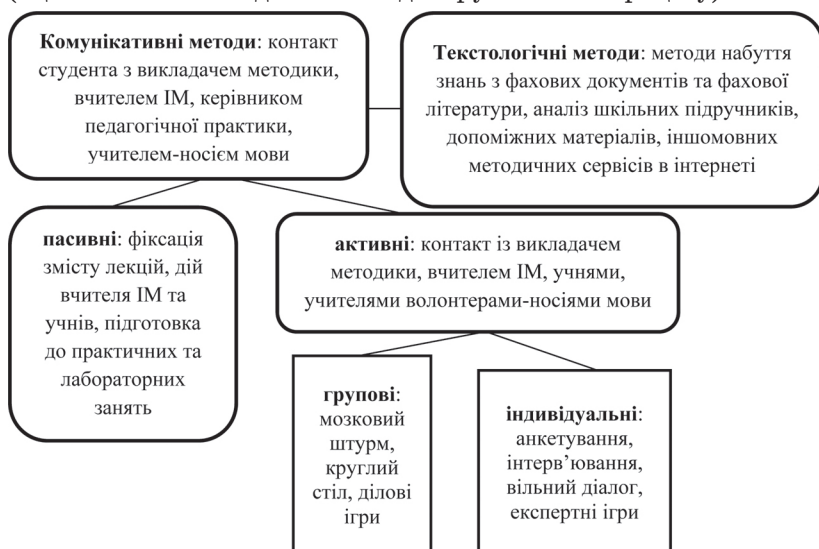 Комунікативні методи: контакт
студента з викладачем методики,
вчителем ІМ, керівником
педагогічної практики,
учителем-носієм мови
Текстологічні методи: методи набуття
знань з фахових документів та фахової
літератури, аналіз шкільних підручників,
допоміжних матеріалів, іншомовних
методичних сервісів в інтернеті
пасивні: фіксація
змісту лекцій, дій
вчителя ІМ та
учнів, підготовка
до практичних та
лабораторних
занять
активні: контакт із викладачем
методики, вчителем ІМ, учнями,
учителями волонтерами-носіями мови
групові:
мозковий
штурм,
круглий
стіл, ділові
ігри
індивідуальні:
анкетування,
інтерв’ювання,
вільний діалог,
експертні ігри